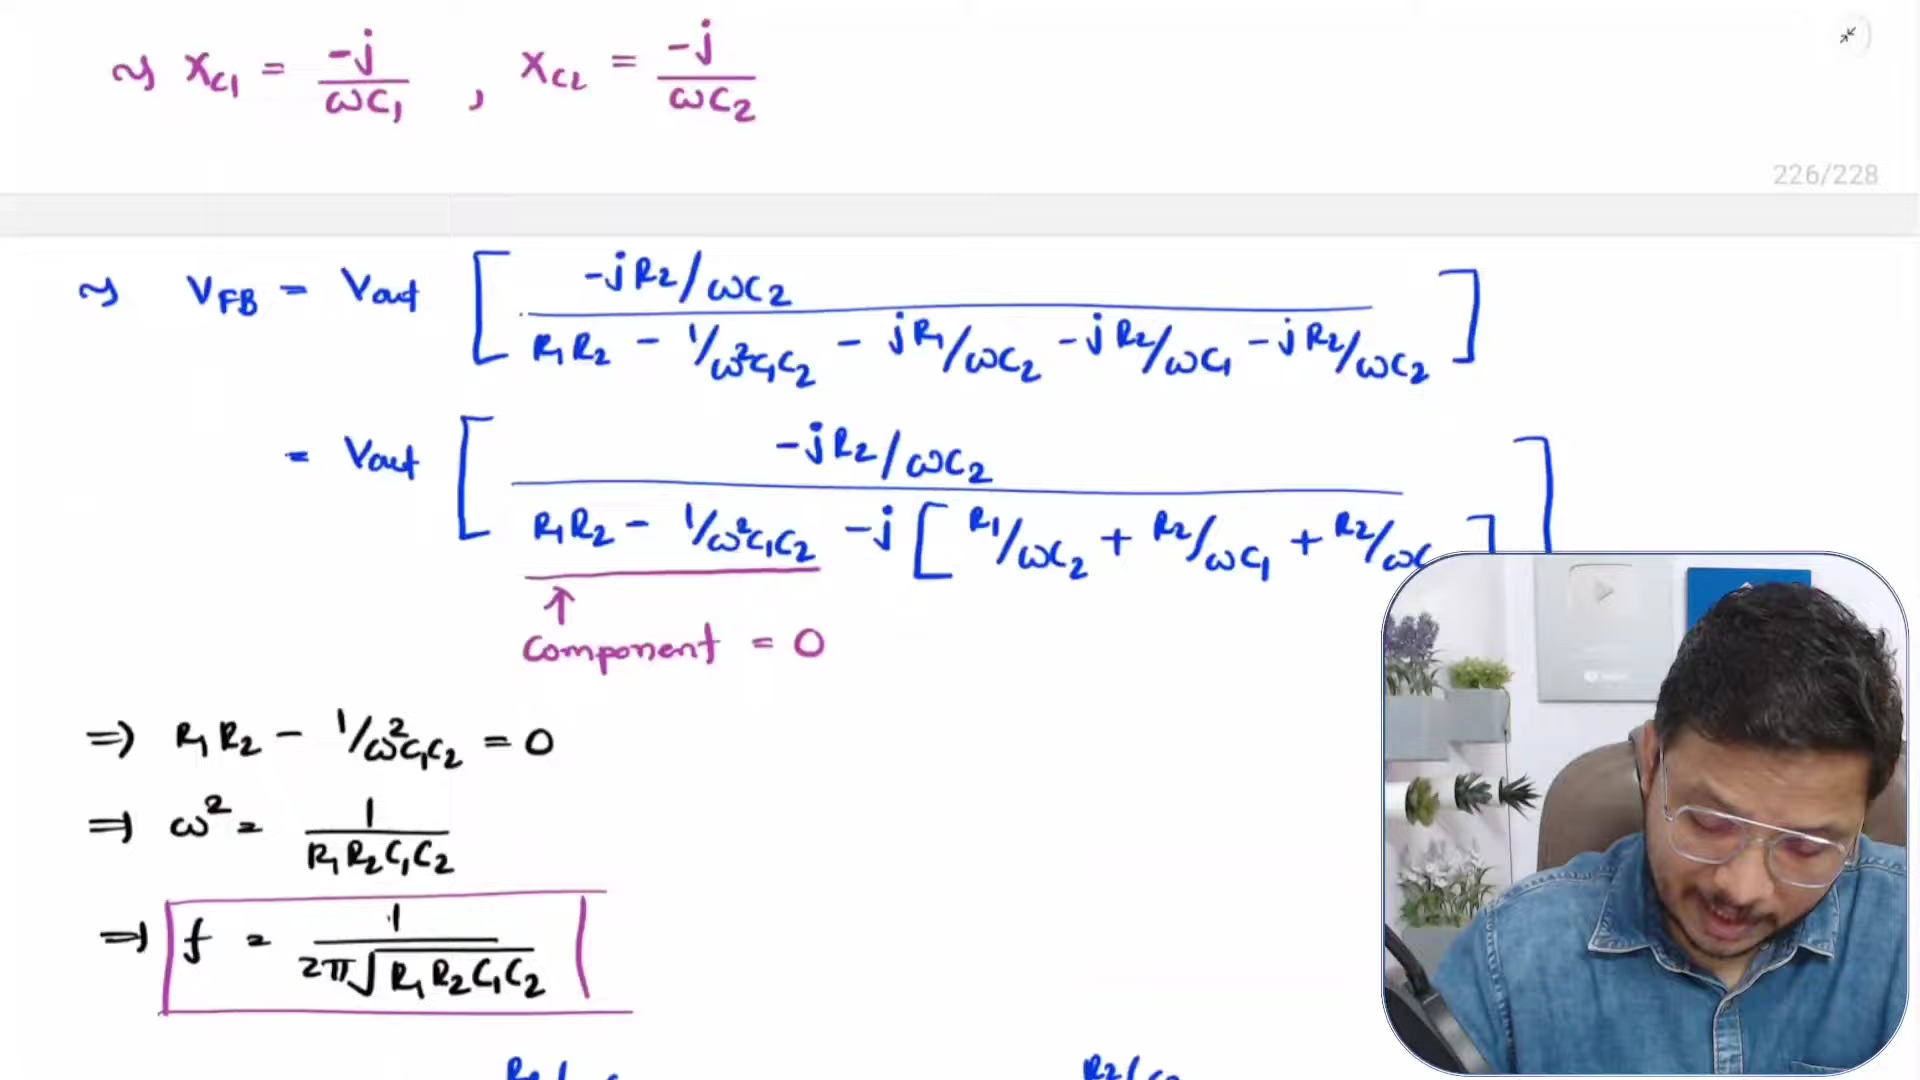 ⇝ X_C1 = -j / ωC₁ , X_C2 = -j / ωC₂
226/228
⇝ V_FB = Vout [ -jR₂/ωC₂ / R₁R₂ - 1/ω²C₁C₂ - jR₁/ωC₂ - jR₂/ωC₁ - jR₂/ωC₂ ]
= Vout [ -jR₂/ωC₂ / R₁R₂ - 1/ω²C₁C₂ - j [ R₁/ωC₂ + R₂/ωC₁ + R₂/ωC ] ]
↑
Component = 0
⇒ R₁R₂ - 1/ω²C₁C₂ = 0
⇒ ω² = 1 / R₁R₂C₁C₂
⇒ f = 1 / 2π√R₁R₂C₁C₂